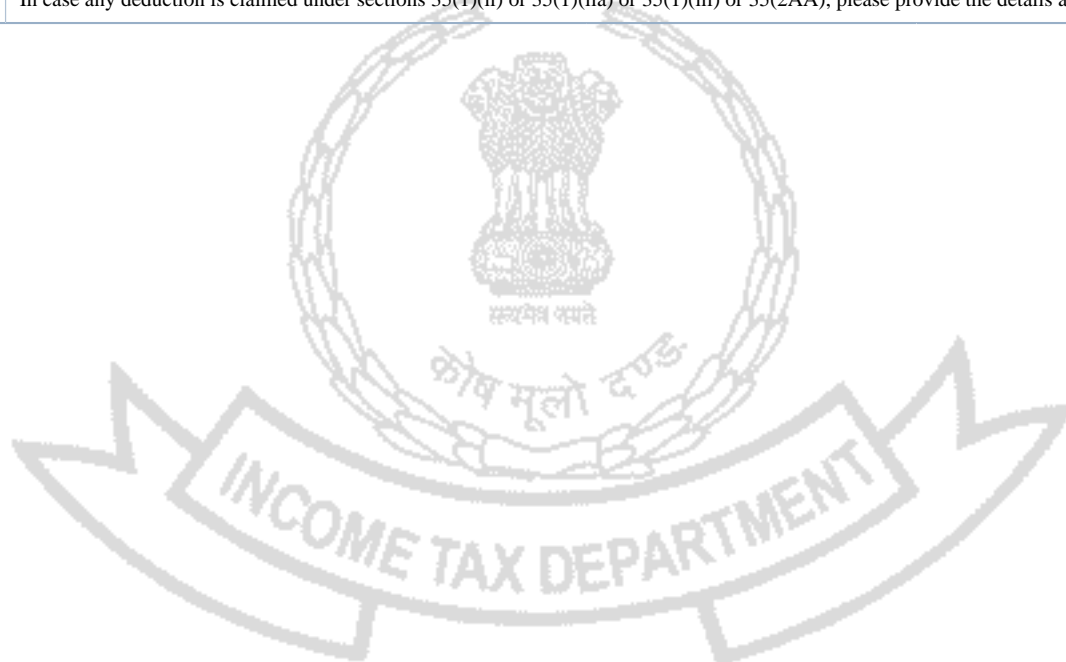 In case any deduction is claimed under sections 35(1)(ii) or 35(1)(iia) or 35(1)(iii) or 35(2AA), please provide the details a
सत्यमेव जयते
कोष मूलो दण्डः
INCOME TAX DEPARTMENT